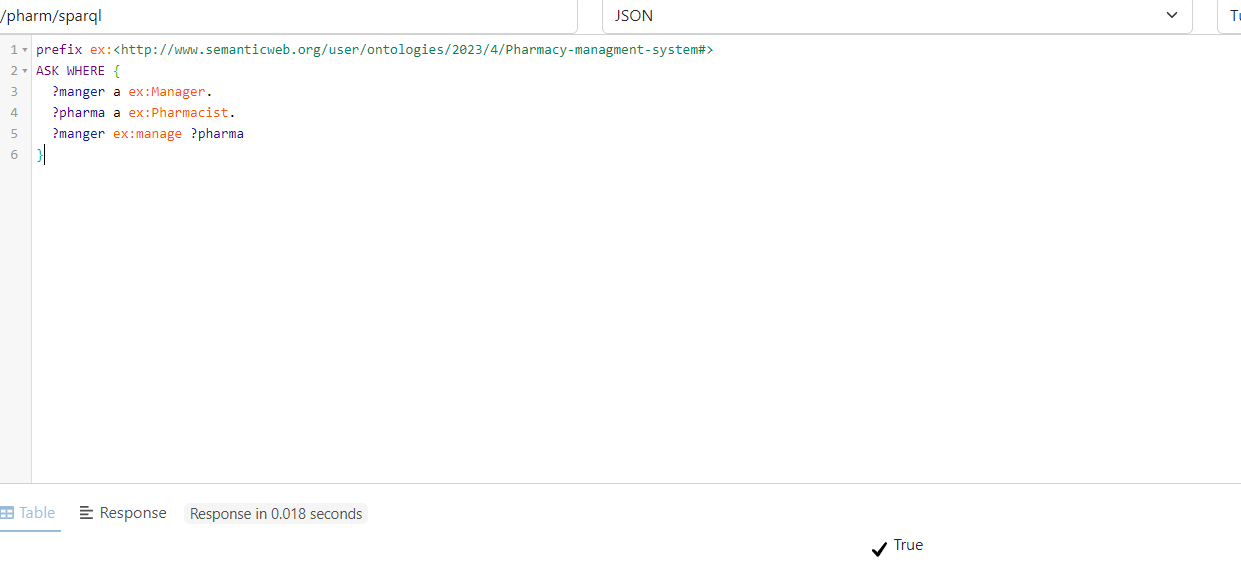 /pharm/sparql
JSON
1 prefix ex:<http://www.semanticweb.org/user/ontologies/2023/4/Pharmacy-managment-system#>
2 ASK WHERE {
3 ?manger a ex:Manager.
4 ?pharma a ex:Pharmacist.
5 ?manger ex:manage ?pharma
6 }
Table Response Response in 0.018 seconds
True